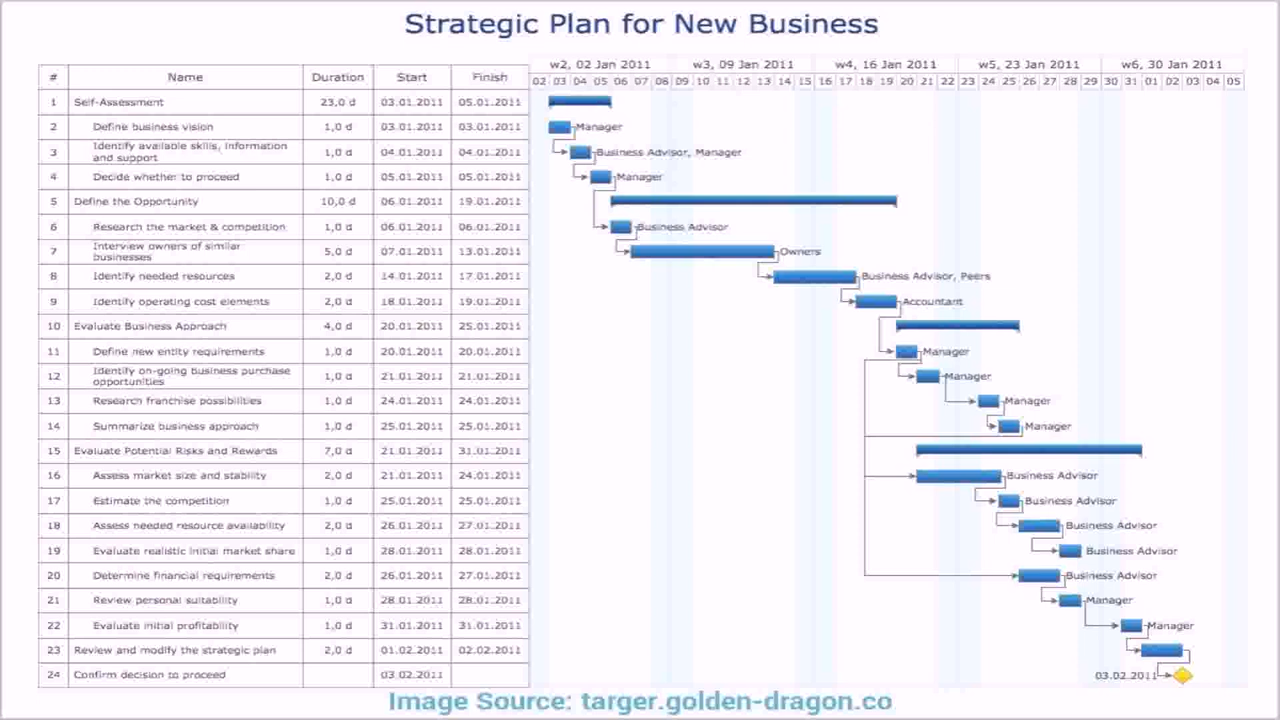 Strategic Plan for New Business
w2, 02 Jan 2011 w3, 09 Jan 2011 w4, 16 Jan 2011 w5, 23 Jan 2011 w6, 30 Jan 2011
# Name Duration Start Finish 02 03 04 05 06 07 08 09 10 11 12 13 14 15 16 17 18 19 20 21 22 23 24 25 26 27 28 29 30 31 01 02 03 04 05
1 Self-Assessment 23,0 d 03.01.2011 05.01.2011
2 Define business vision 1,0 d 03.01.2011 03.01.2011 Manager
3 Identify available skills, information
and support 1,0 d 04.01.2011 04.01.2011 Business Advisor, Manager
4 Decide whether to proceed 1,0 d 05.01.2011 05.01.2011 Manager
5 Define the Opportunity 10,0 d 06.01.2011 19.01.2011
6 Research the market & competition 1,0 d 06.01.2011 06.01.2011 Business Advisor
7 Interview owners of similar
businesses 5,0 d 07.01.2011 13.01.2011 Owners
8 Identify needed resources 2,0 d 14.01.2011 17.01.2011 Business Advisor, Peers
9 Identify operating cost elements 2,0 d 18.01.2011 19.01.2011 Accountant
10 Evaluate Business Approach 4,0 d 20.01.2011 25.01.2011
11 Define new entity requirements 1,0 d 20.01.2011 20.01.2011 Manager
12 Identify on-going business purchase
opportunities 1,0 d 21.01.2011 21.01.2011 Manager
13 Research franchise possibilities 1,0 d 24.01.2011 24.01.2011 Manager
14 Summarize business approach 1,0 d 25.01.2011 25.01.2011 Manager
15 Evaluate Potential Risks and Rewards 7,0 d 21.01.2011 31.01.2011
16 Assess market size and stability 2,0 d 21.01.2011 24.01.2011 Business Advisor
17 Estimate the competition 1,0 d 25.01.2011 25.01.2011 Business Advisor
18 Assess needed resource availability 2,0 d 26.01.2011 27.01.2011 Business Advisor
19 Evaluate realistic initial market share 1,0 d 28.01.2011 28.01.2011 Business Advisor
20 Determine financial requirements 2,0 d 26.01.2011 27.01.2011 Business Advisor
21 Review personal suitability 1,0 d 28.01.2011 28.01.2011 Manager
22 Evaluate initial profitability 1,0 d 31.01.2011 31.01.2011 Manager
23 Review and modify the strategic plan 2,0 d 01.02.2011 02.02.2011
24 Confirm decision to proceed 03.02.2011 03.02.2011
Image Source: targer.golden-dragon.co